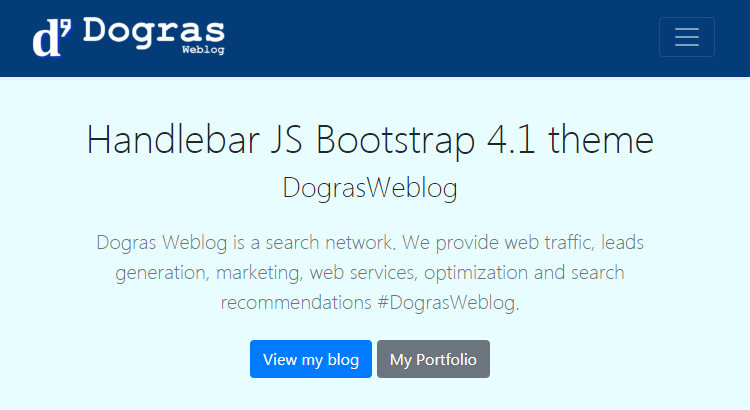 d’ Dogras
Weblog
Handlebar JS Bootstrap 4.1 theme
DograsWeblog
Dogras Weblog is a search network. We provide web traffic, leads
generation, marketing, web services, optimization and search
recommendations #DograsWeblog.
View my blog My Portfolio